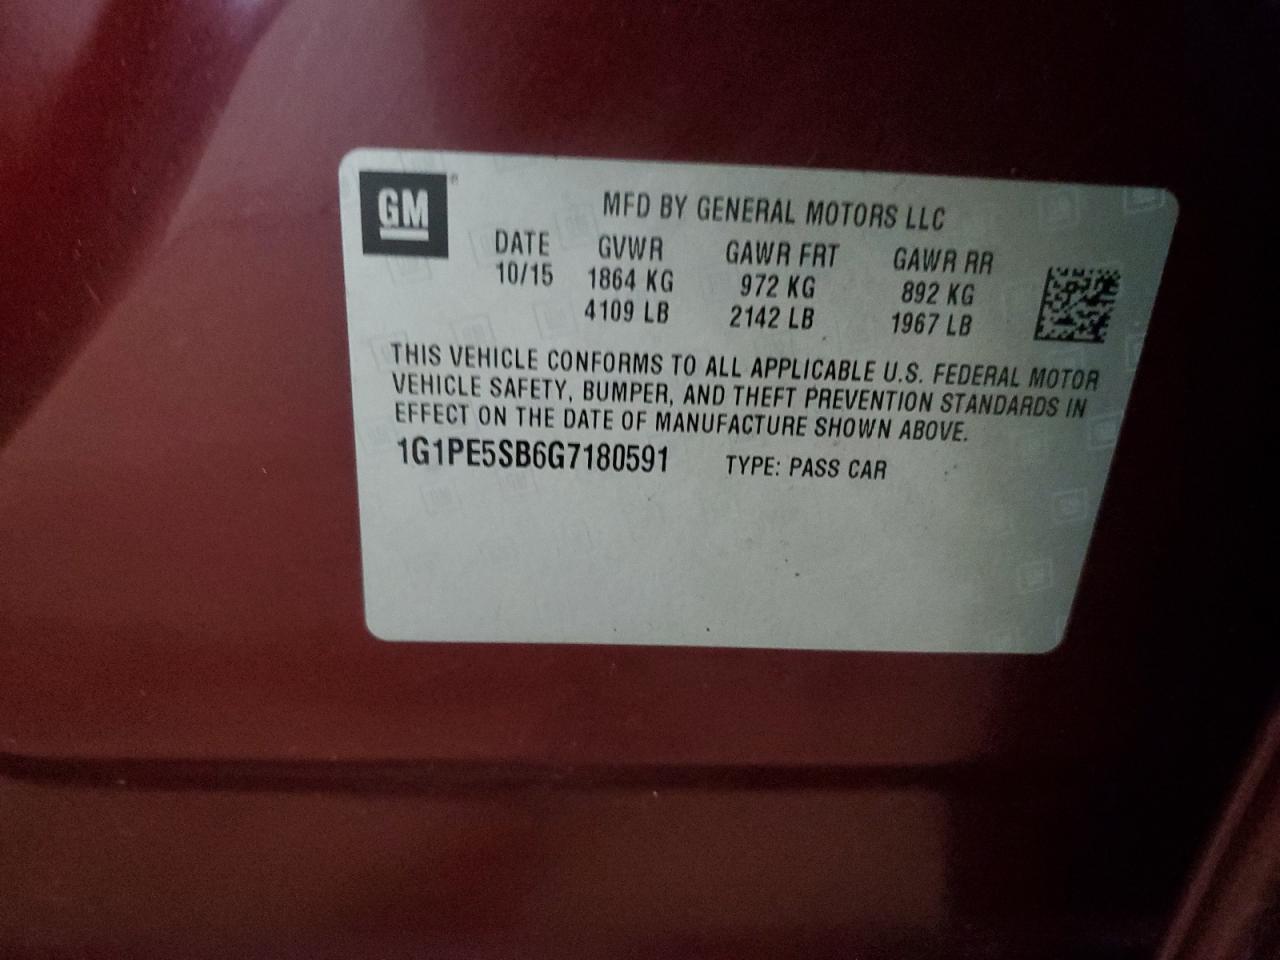 GM
MFD BY GENERAL MOTORS LLC
DATE GVWR GAWR FRT GAWR RR
10/15 1864 KG 972 KG 892 KG
4109 LB 2142 LB 1967 LB
THIS VEHICLE CONFORMS TO ALL APPLICABLE U.S. FEDERAL MOTOR
VEHICLE SAFETY, BUMPER, AND THEFT PREVENTION STANDARDS IN
EFFECT ON THE DATE OF MANUFACTURE SHOWN ABOVE.
1G1PE5SB6G7180591 TYPE: PASS CAR